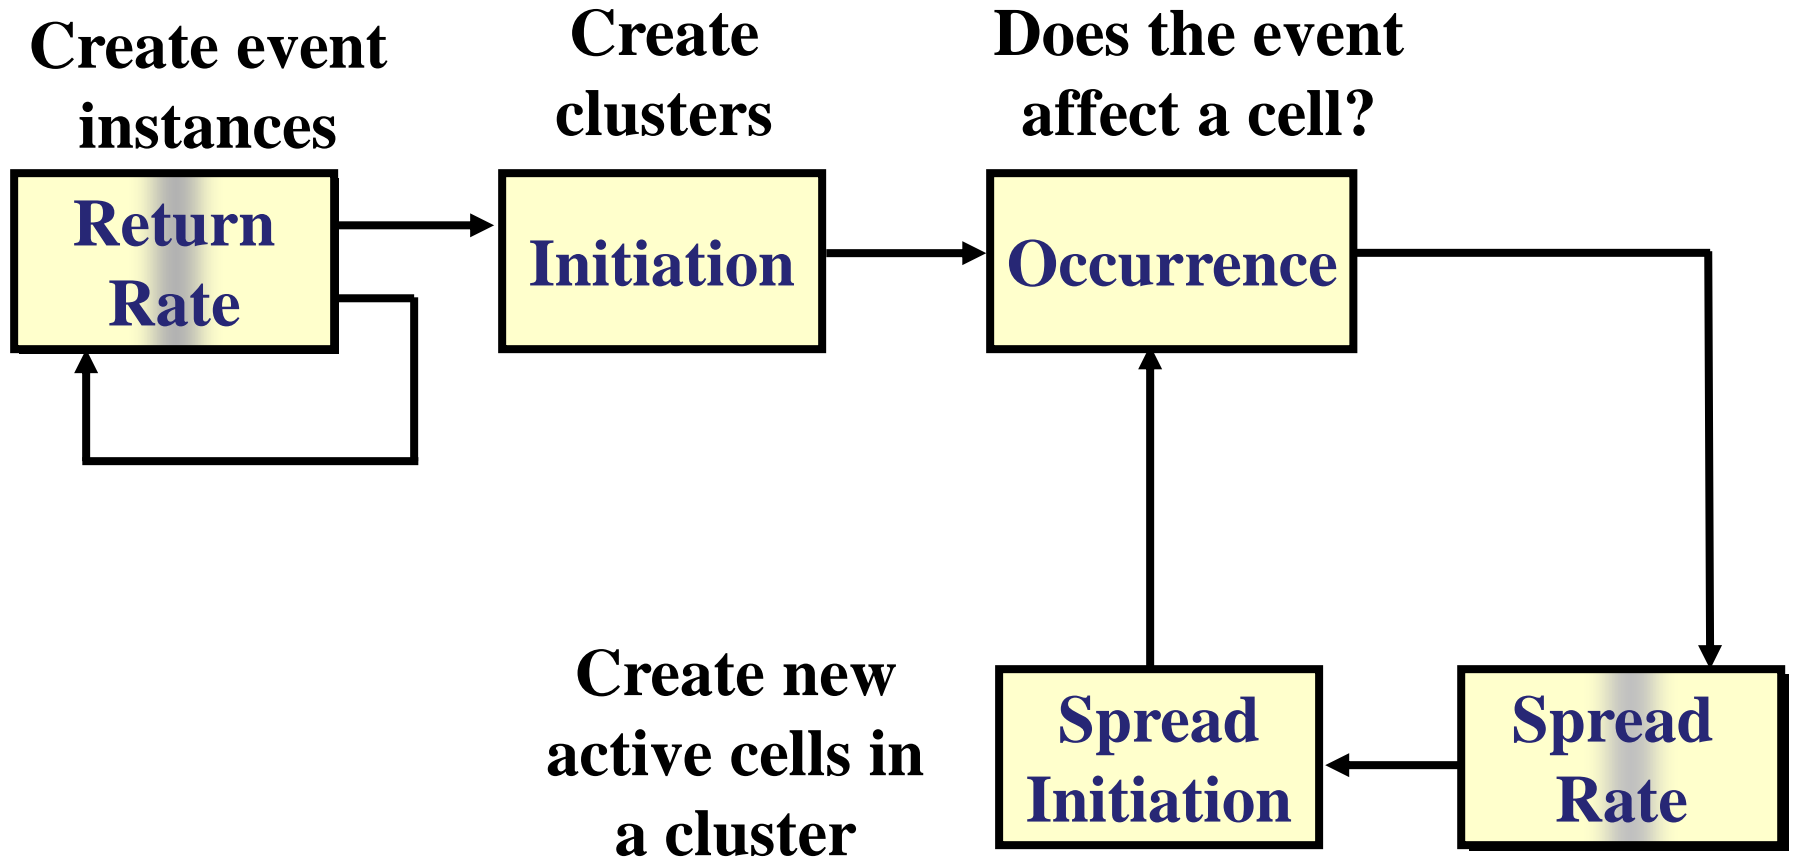 Create event
instances
Create
clusters
Does the event
affect a cell?
Return
Rate
Initiation
Occurrence
Create new
active cells in
a cluster
Spread
Initiation
Spread
Rate